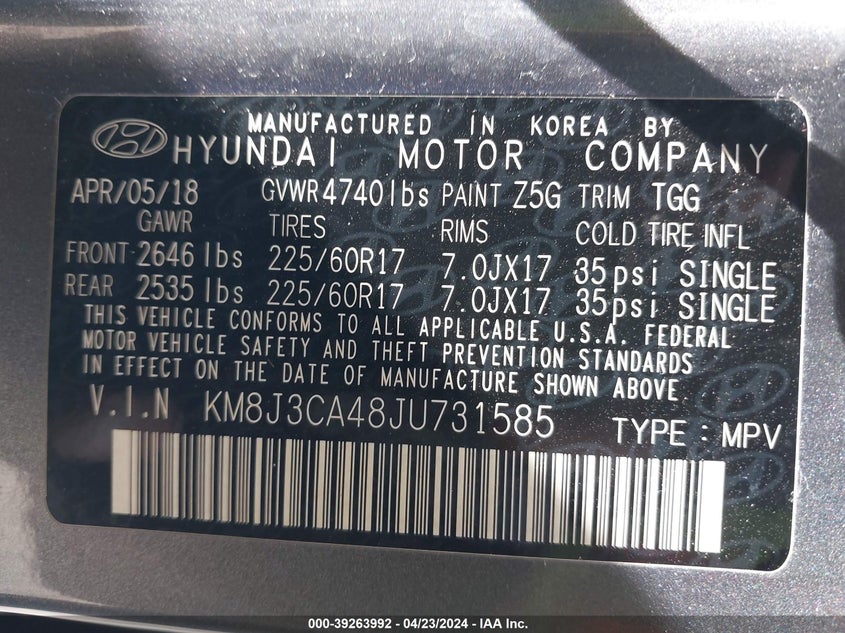 MANUFACTURED IN KOREA BY
HYUNDAI MOTOR COMPANY
APR/05/18 GVWR 4740 lbs PAINT Z5G TRIM TGG
GAWR TIRES RIMS COLD TIRE INFL
FRONT 2646 lbs 225/60R17 7.0JX17 35psi SINGLE
REAR 2535 lbs 225/60R17 7.0JX17 35psi SINGLE
THIS VEHICLE CONFORMS TO ALL APPLICABLE U.S.A. FEDERAL
MOTOR VEHICLE SAFETY AND THEFT PREVENTION STANDARDS
IN EFFECT ON THE DATE OF MANUFACTURE SHOWN ABOVE.
V.I.N KM8J3CA48JU731585 TYPE : MPV
000-39263992 - 04/23/2024 - IAA Inc.